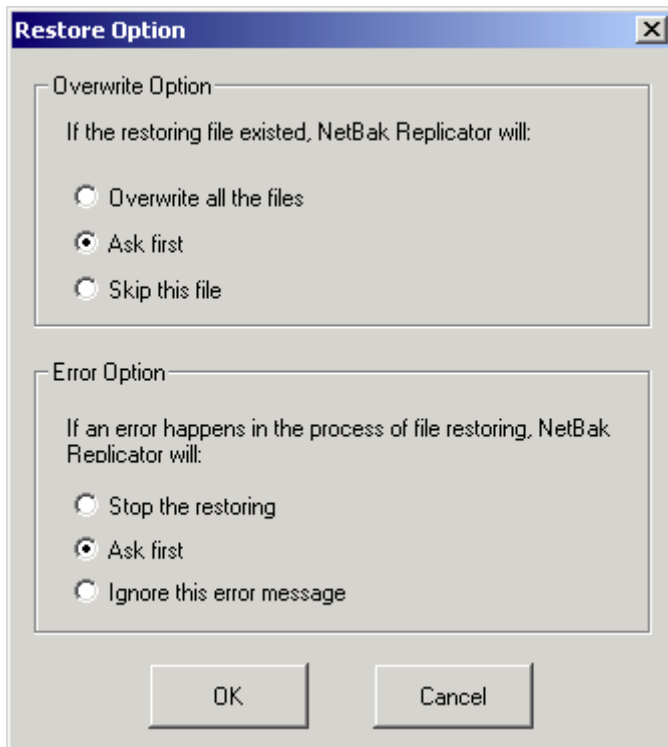 Restore Option
Overwrite Option
If the restoring file existed, NetBak Replicator will:
Overwrite all the files
Ask first
Skip this file
Error Option
If an error happens in the process of file restoring, NetBak
Replicator will:
Stop the restoring
Ask first
Ignore this error message
OK
Cancel